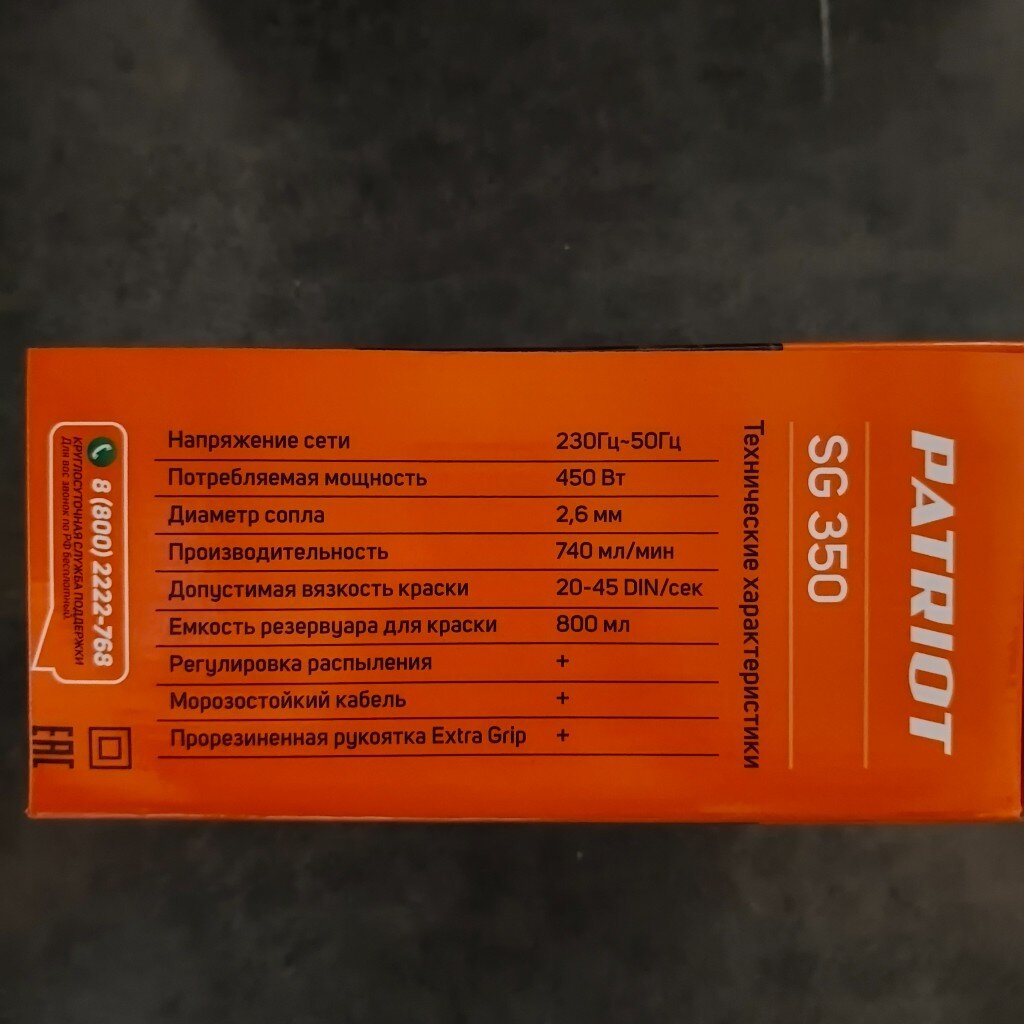 PATRIOT
SG 350
Технические характеристики
Напряжение сети 230Гц~50Гц
Потребляемая мощность 450 Вт
Диаметр сопла 2,6 мм
Производительность 740 мл/мин
Допустимая вязкость краски 20-45 DIN/сек
Емкость резервуара для краски 800 мл
Регулировка распыления +
Морозостойкий кабель +
Прорезиненная рукоятка Extra Grip +
8 (800) 2222-768
КРУГЛОСУТОЧНАЯ СЛУЖБА ПОДДЕРЖКИ
Для вас звонок по РФ бесплатный.
EAC